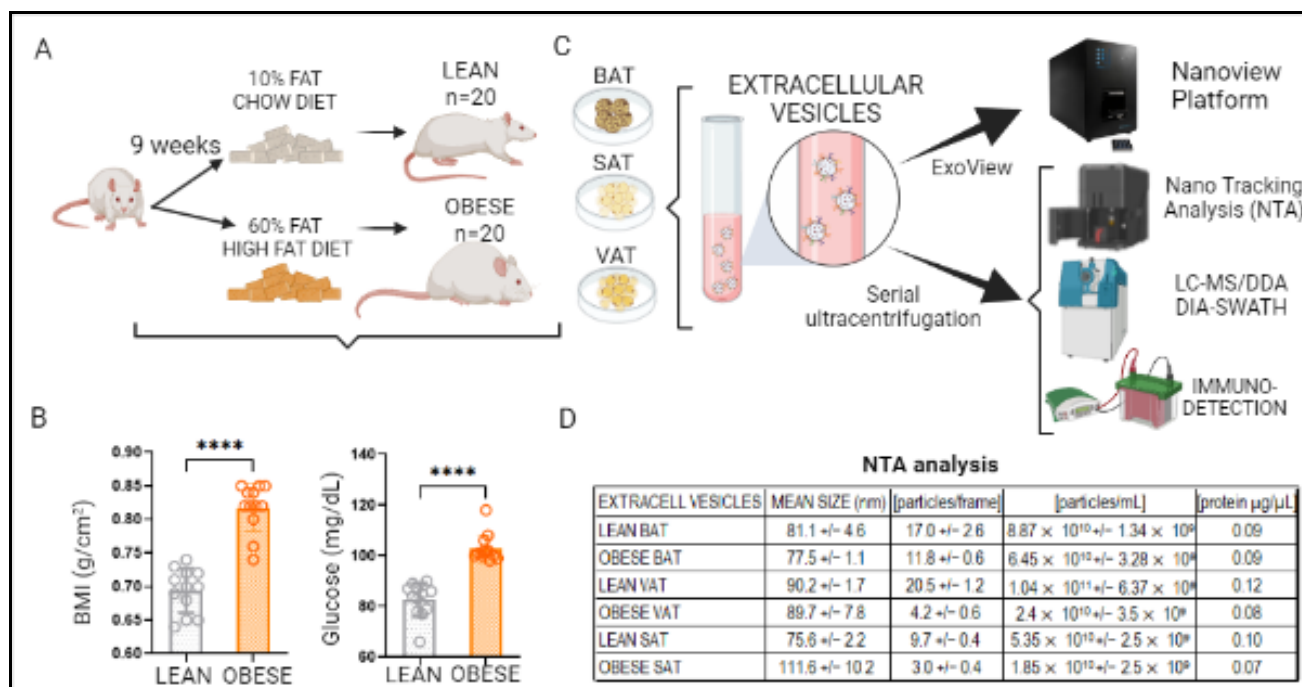 A
10% FAT
CHOW DIET
LEAN
n=20
9 weeks
60% FAT
HIGH FAT DIET
OBESE
n=20
C
BAT
SAT
VAT
EXTRACELLULAR
VESICLES
ExoView
Serial
ultracentrifugation
Nanoview
Platform
Nano Tracking
Analysis (NTA)
LC-MS/DDA
DIA-SWATH
IMMUNO-
DETECTION
B
****
BMI (g/cm²)
0.90
0.85
0.80
0.75
0.70
0.65
0.60
LEAN OBESE
****
Glucose (mg/dL)
140
120
100
80
60
LEAN OBESE
D
NTA analysis
EXTRACELL VESICLES MEAN SIZE (nm) [particles/frame] [particles/mL] [protein µg/µL]
LEAN BAT 81.1 +/- 4.6 17.0 +/- 2.6 8.87 × 10¹⁰ +/- 1.34 × 10⁹ 0.09
OBESE BAT 77.5 +/- 1.1 11.8 +/- 0.6 6.45 × 10¹⁰ +/- 3.28 × 0.09
LEAN VAT 90.2 +/- 1.7 20.5 +/- 1.2 1.04 × 10¹¹ +/- 6.37 × 0.12
OBESE VAT 89.7 +/- 7.8 4.2 +/- 0.6 2.4 × 10¹⁰ +/- 3.5 × 10⁹ 0.08
LEAN SAT 75.6 +/- 2.2 9.7 +/- 0.4 5.35 × 10¹⁰ +/- 2.5 × 10⁹ 0.10
OBESE SAT 111.6 +/- 10.2 3.0 +/- 0.4 1.85 × 10¹⁰ +/- 2.5 × 10⁹ 0.07